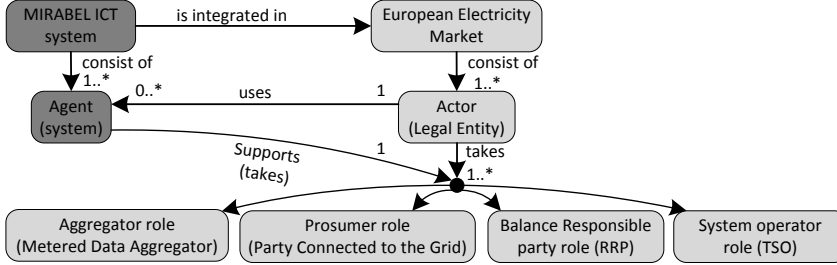 MIRABEL ICT
system
is integrated in
European Electricity
Market
consist of
1..*
consist of
1..*
Agent
(system)
0..*
uses
1
Actor
(Legal Entity)
Supports
(takes)
1
takes
1..*
Aggregator role
(Metered Data Aggregator)
Prosumer role
(Party Connected to the Grid)
Balance Responsible
party role (RRP)
System operator
role (TSO)